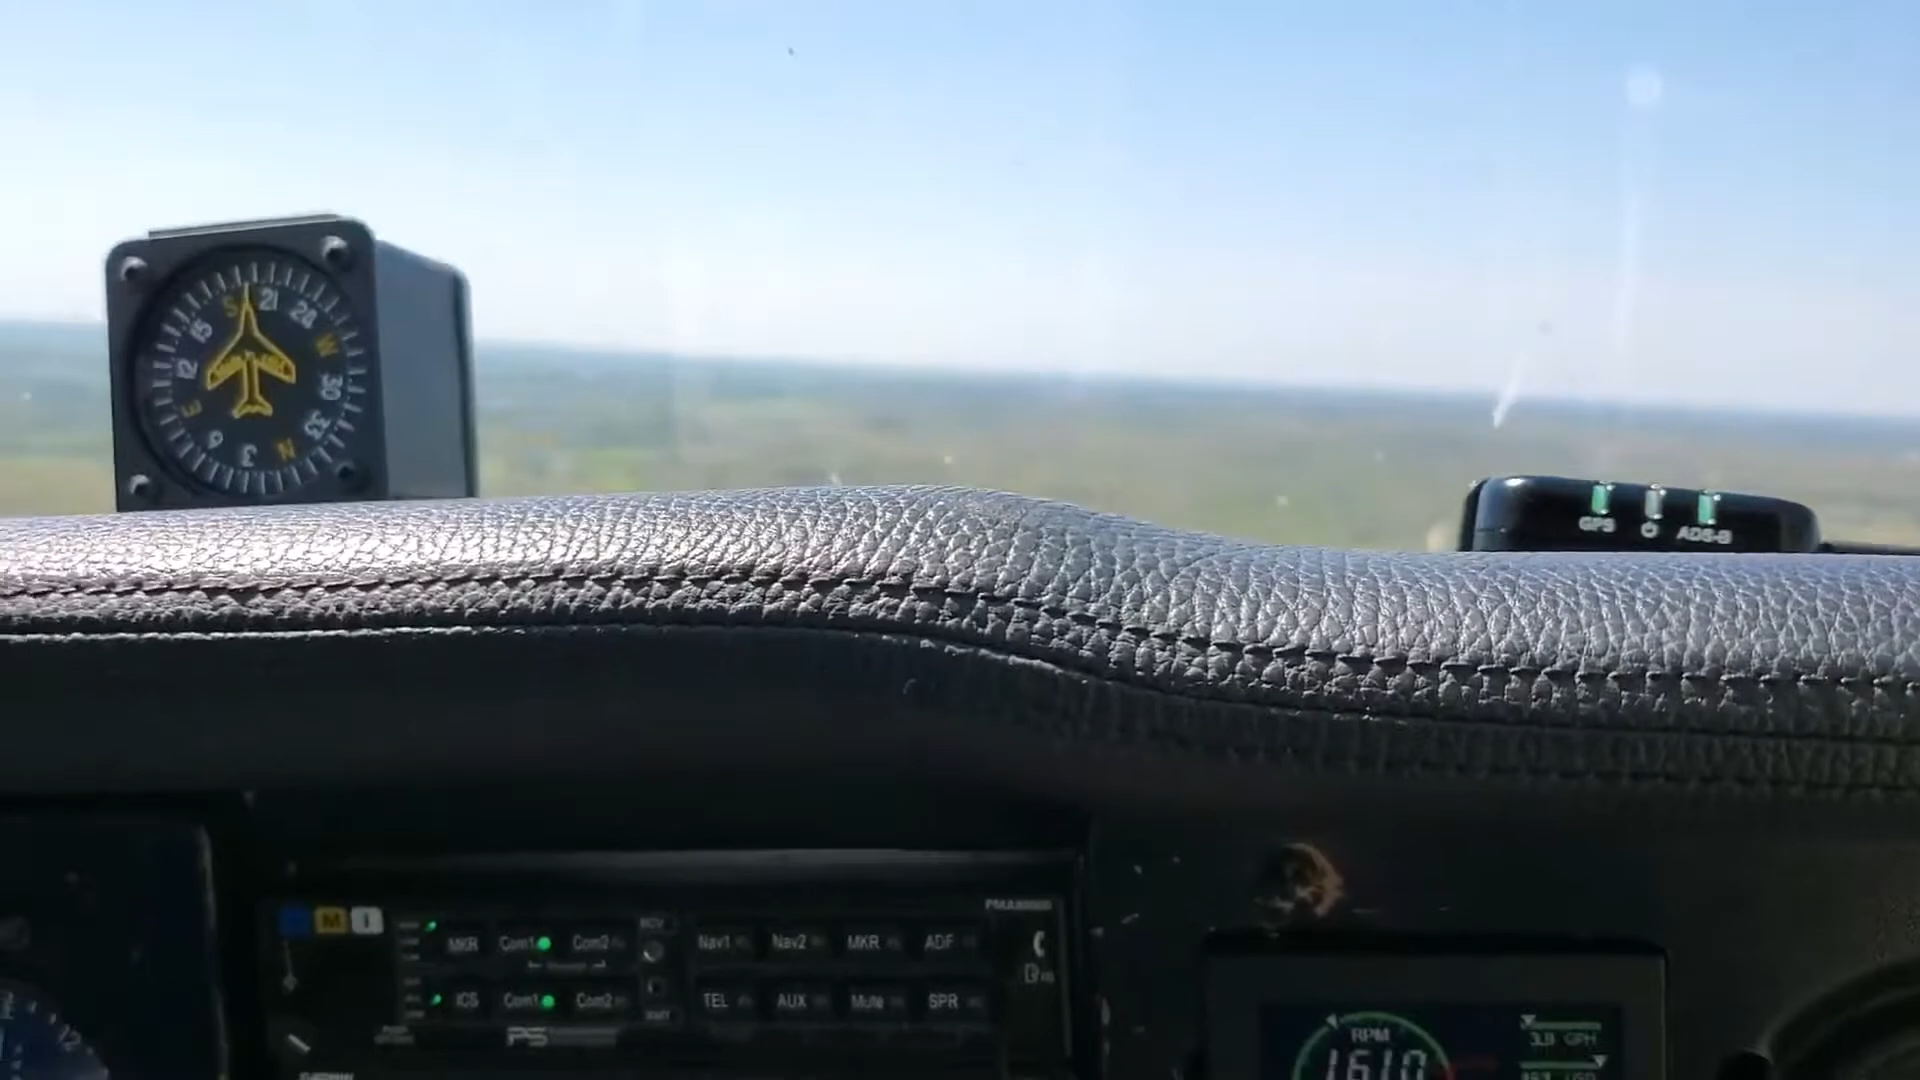 S 21 24 W 30 33 N 3 6 E 12 15
GPS ADS-B
M I
MKR Com1 Com2 Nav1 Nav2 MKR ADF
ICS Com1 Com2 TEL AUX Mute SPR
PS
RPM
1610
GPH